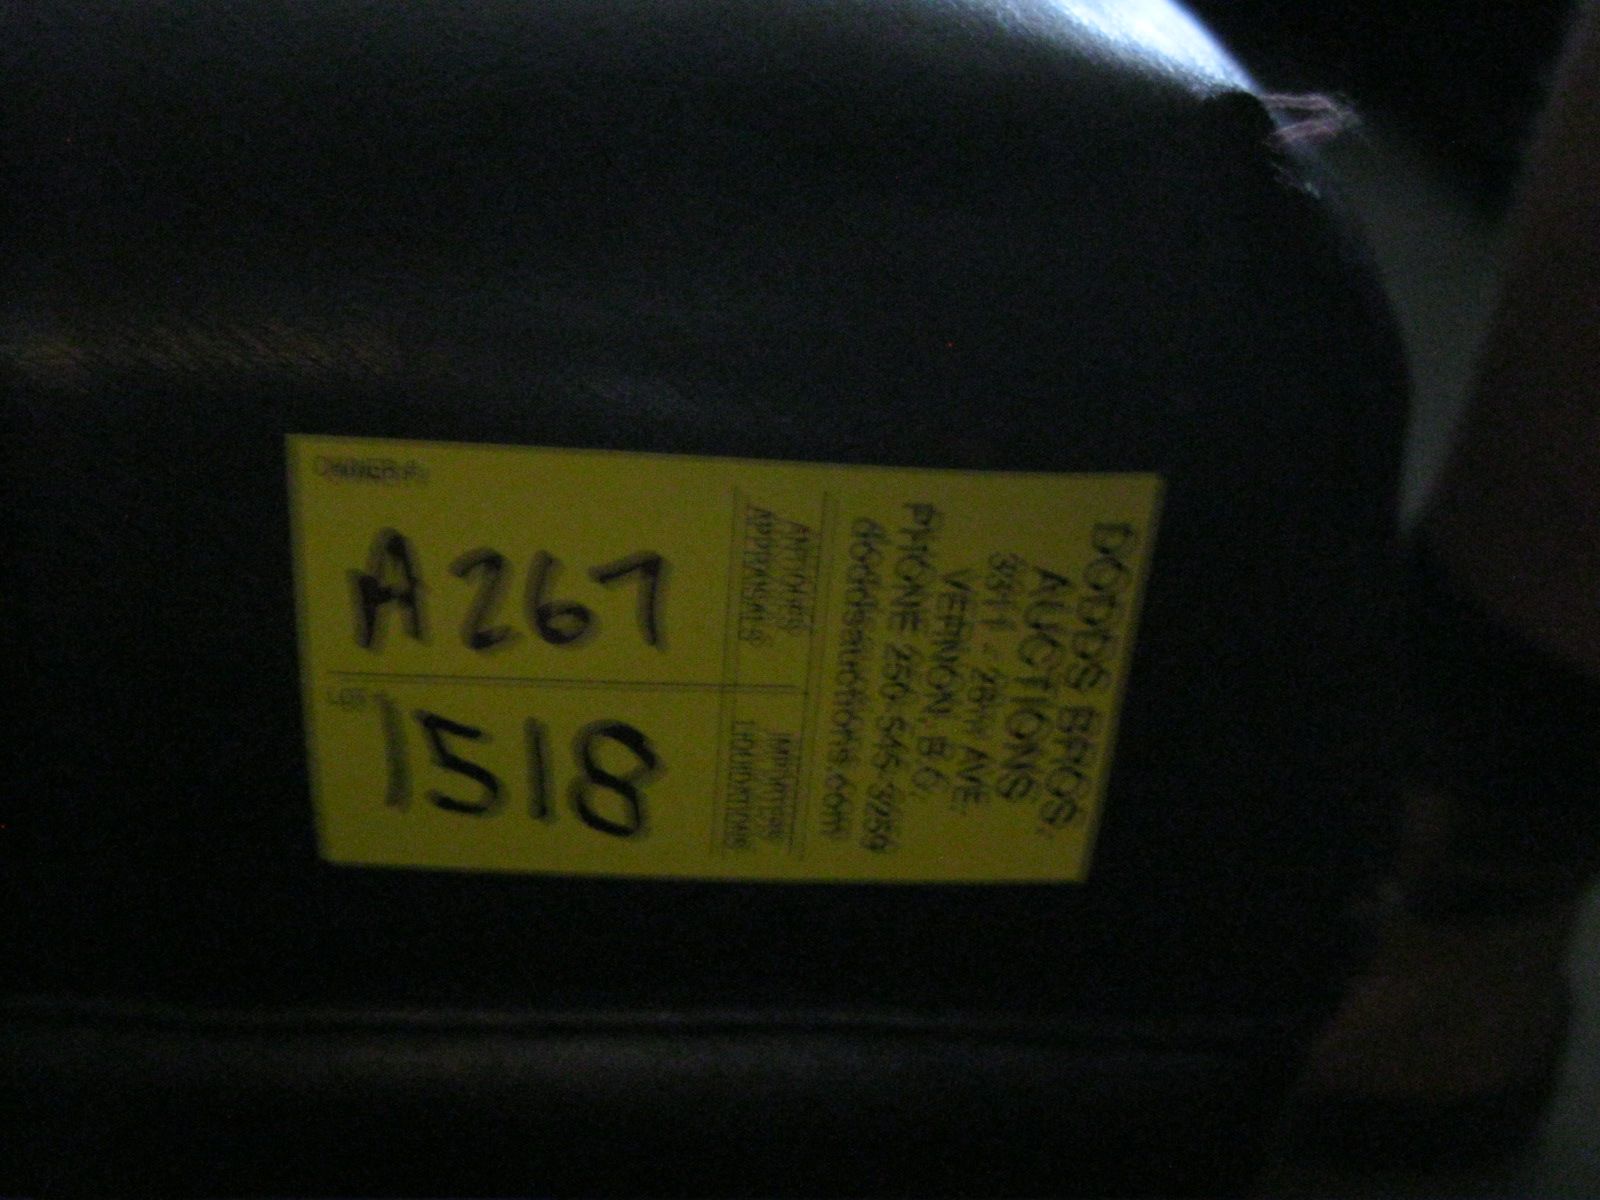 OWNER #
A267
LOT
1518
ANTIQUES
APPRAISALS
LIQUIDATIONS
DODDS BROS.
AUCTIONS
3311 - 28TH AVE.
VERNON, B.C.
PHONE 250-545-3259
doddsauctions.com